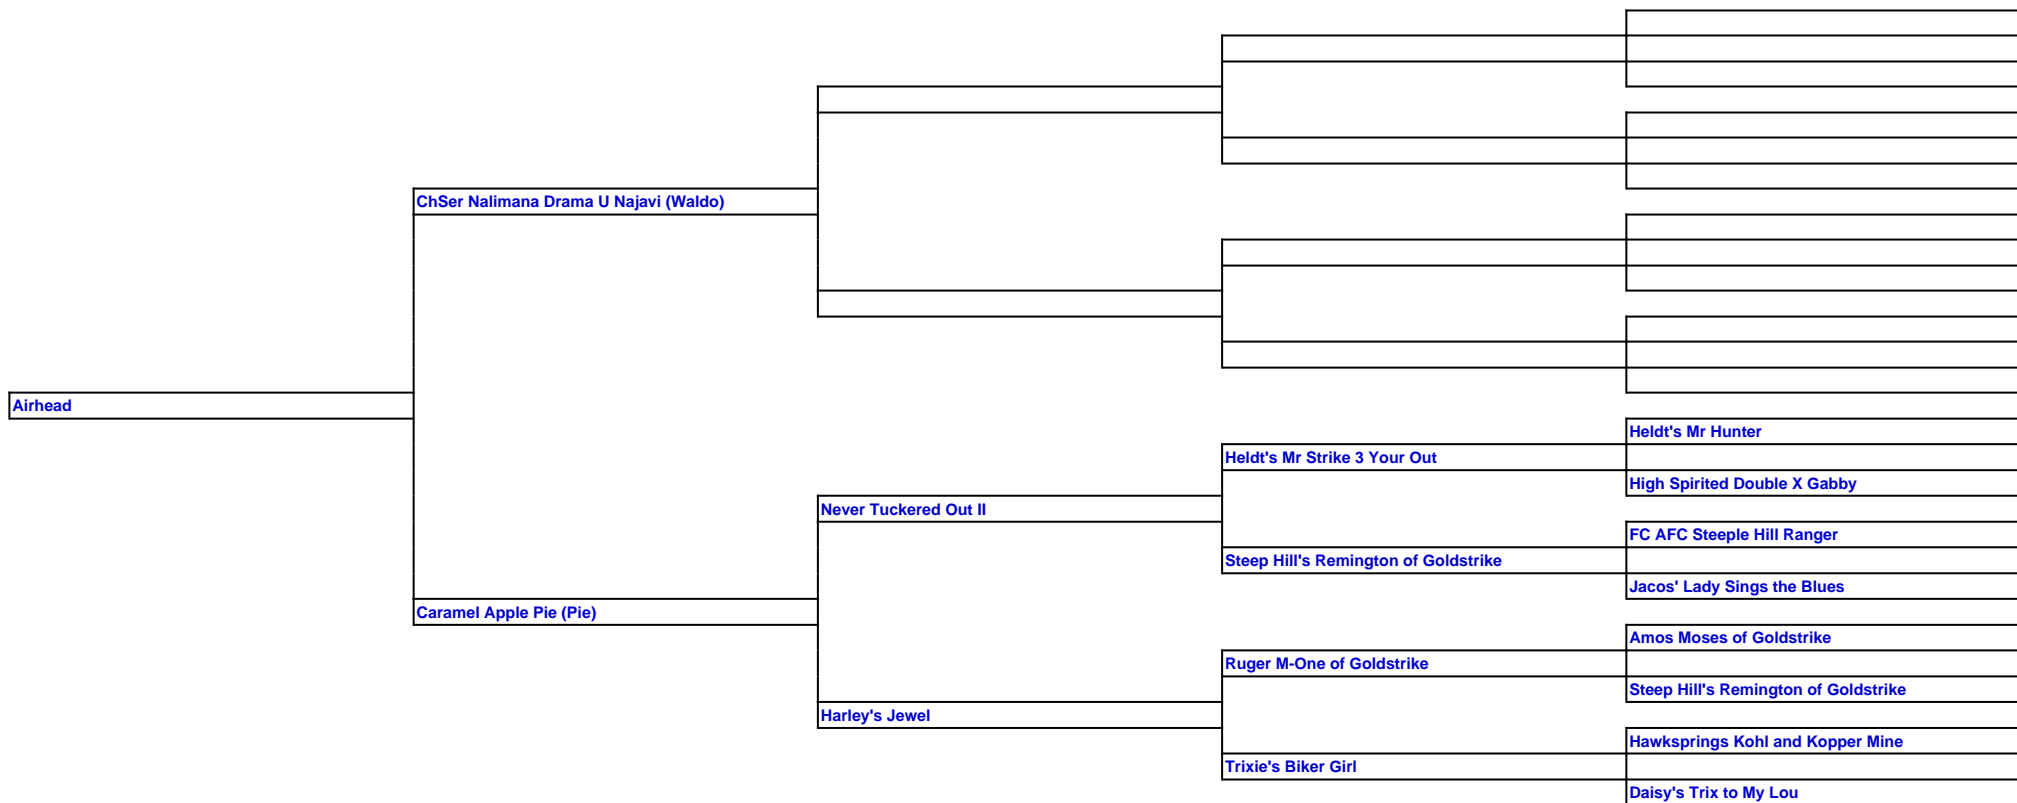 ChSer Nalimana Drama U Najavi (Waldo)
Airhead
Heldt's Mr Hunter
Heldt's Mr Strike 3 Your Out
High Spirited Double X Gabby
Never Tuckered Out II
FC AFC Steeple Hill Ranger
Steep Hill's Remington of Goldstrike
Jacos' Lady Sings the Blues
Caramel Apple Pie (Pie)
Amos Moses of Goldstrike
Ruger M-One of Goldstrike
Steep Hill's Remington of Goldstrike
Harley's Jewel
Hawksprings Kohl and Kopper Mine
Trixie's Biker Girl
Daisy's Trix to My Lou